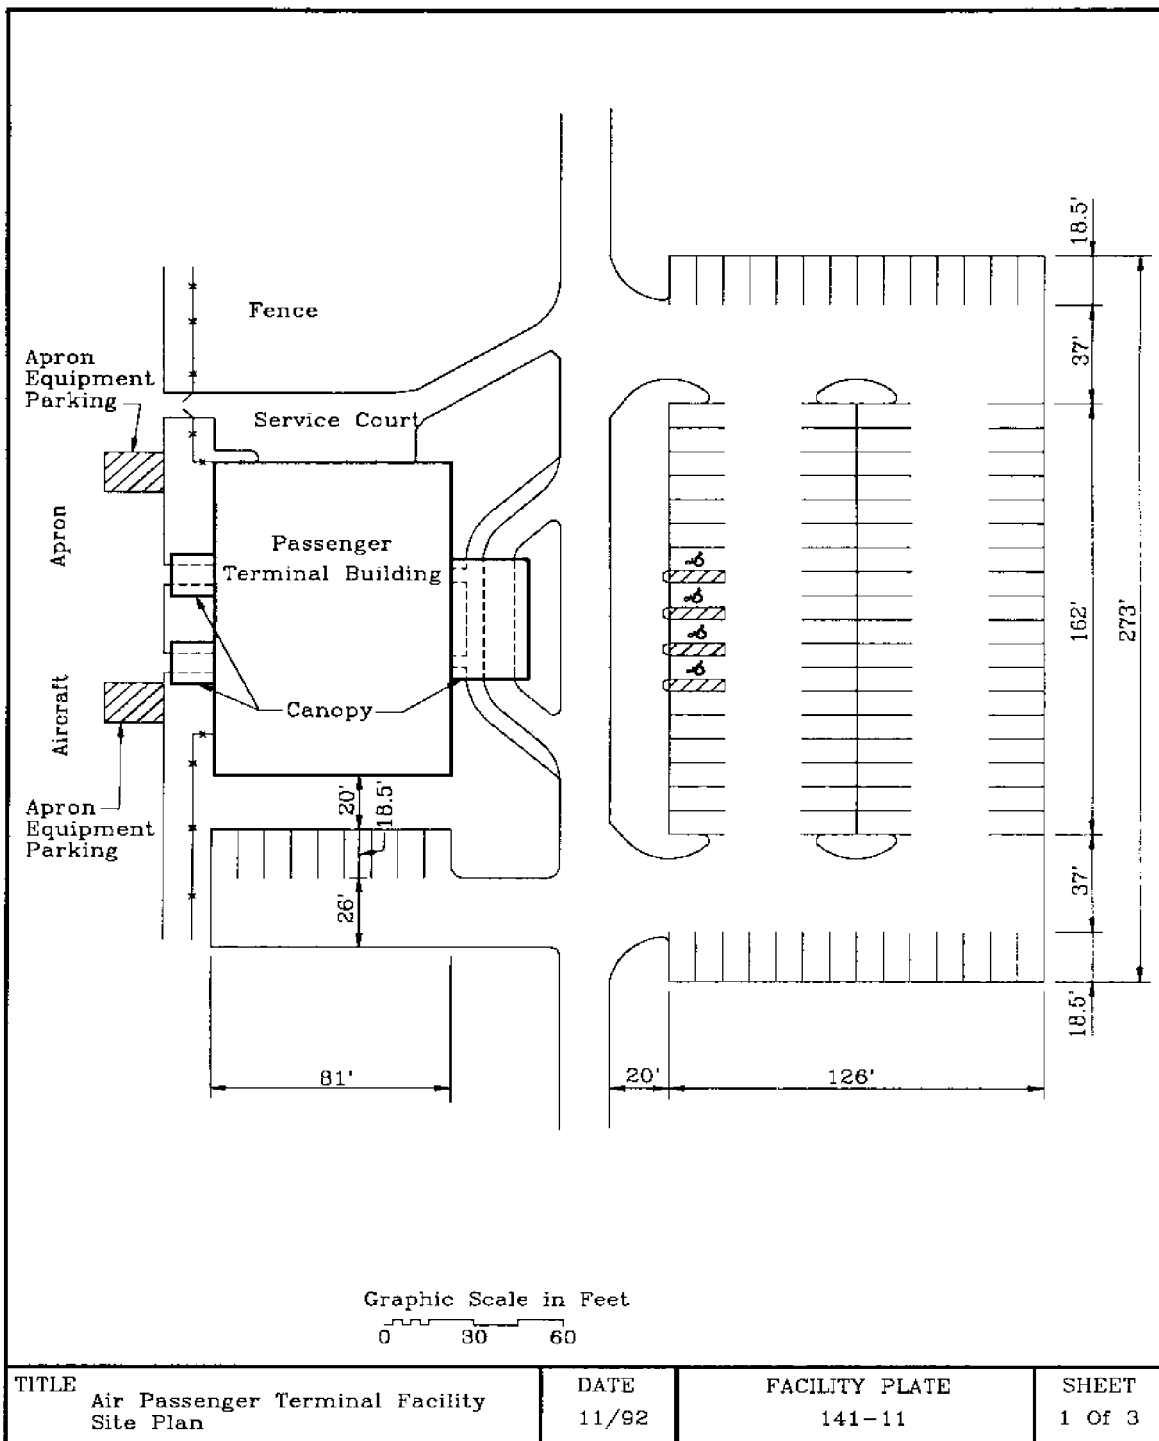 18.5'
Fence
37'
Apron
Equipment
Parking
Service Court
Apron
Passenger
Terminal Building
162'
273'
Canopy
Aircraft
20'
18.5'
Apron
Equipment
Parking
37'
26'
18.5'
81'
20'
126'
Graphic Scale in Feet
0 30 60
TITLE
Air Passenger Terminal Facility
Site Plan
DATE
11/92
FACILITY PLATE
141-11
SHEET
1 Of 3